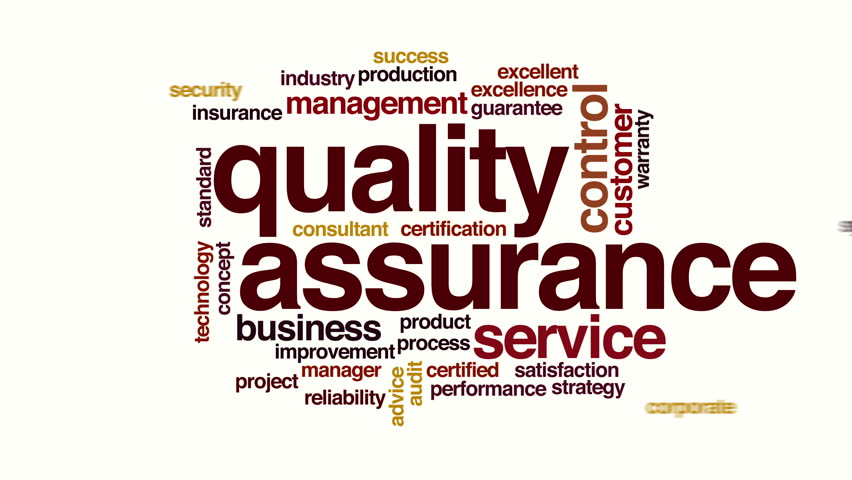 success
industry
production
excellent
security
excellence
insurance
management
guarantee
control
customer
warranty
standard
quality
consultant
certification
technology
concept
assurance
business
product
service
improvement
process
project
manager
advice
audit
certified
satisfaction
reliability
performance
strategy
corporate